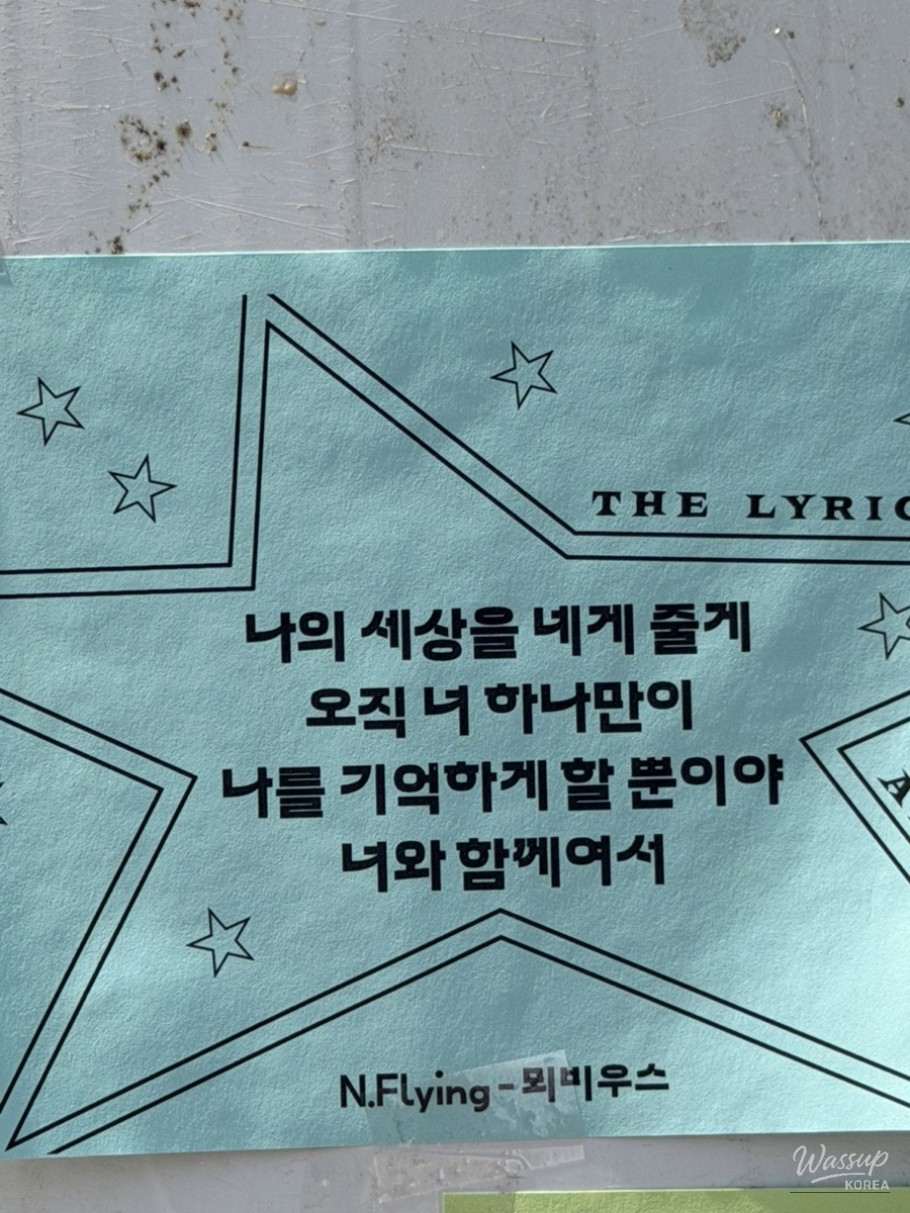 THE LYRIC
나의 세상을 네게 줄게
오직 너 하나만이
나를 기억하게 할 뿐이야
너와 함께여서
A
N.Flying - 뫼비우스
Wassup
KOREA